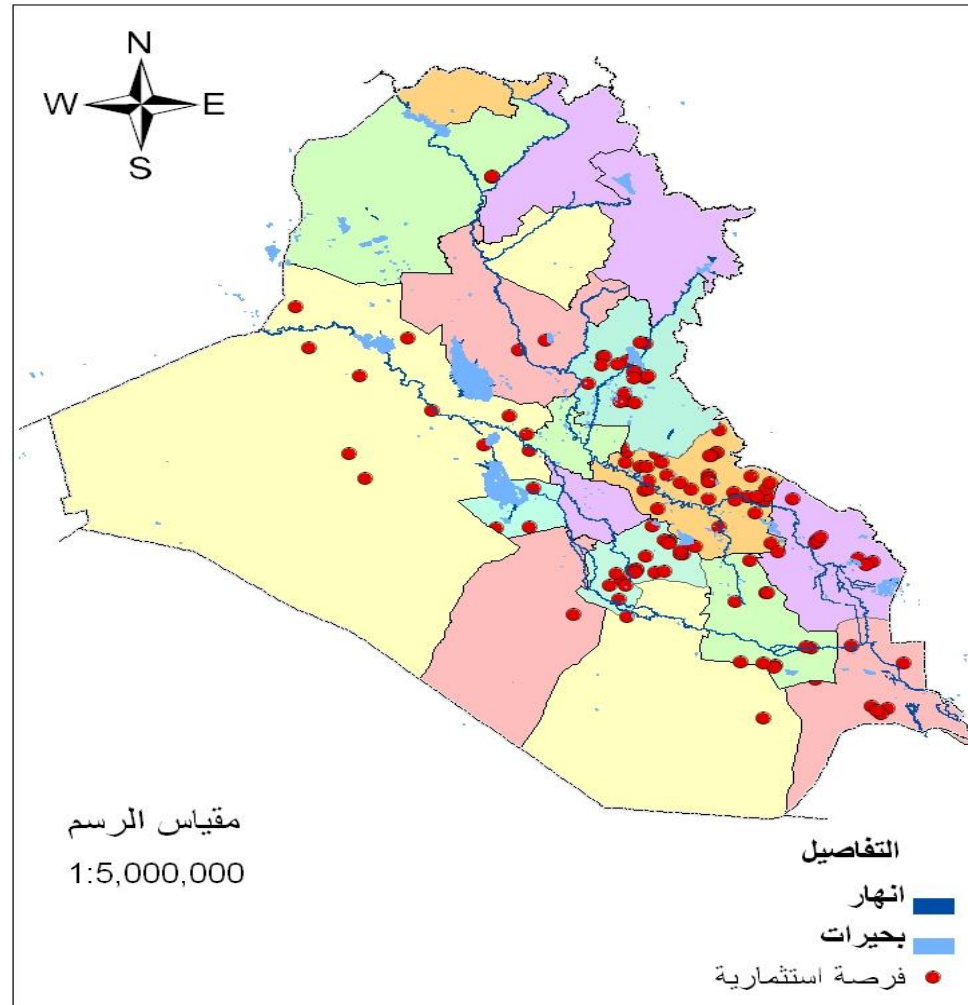 N
W E
S
مقياس الرسم
1:5,000,000
التفاصيل
انهار
بحيرات
فرصة استثمارية